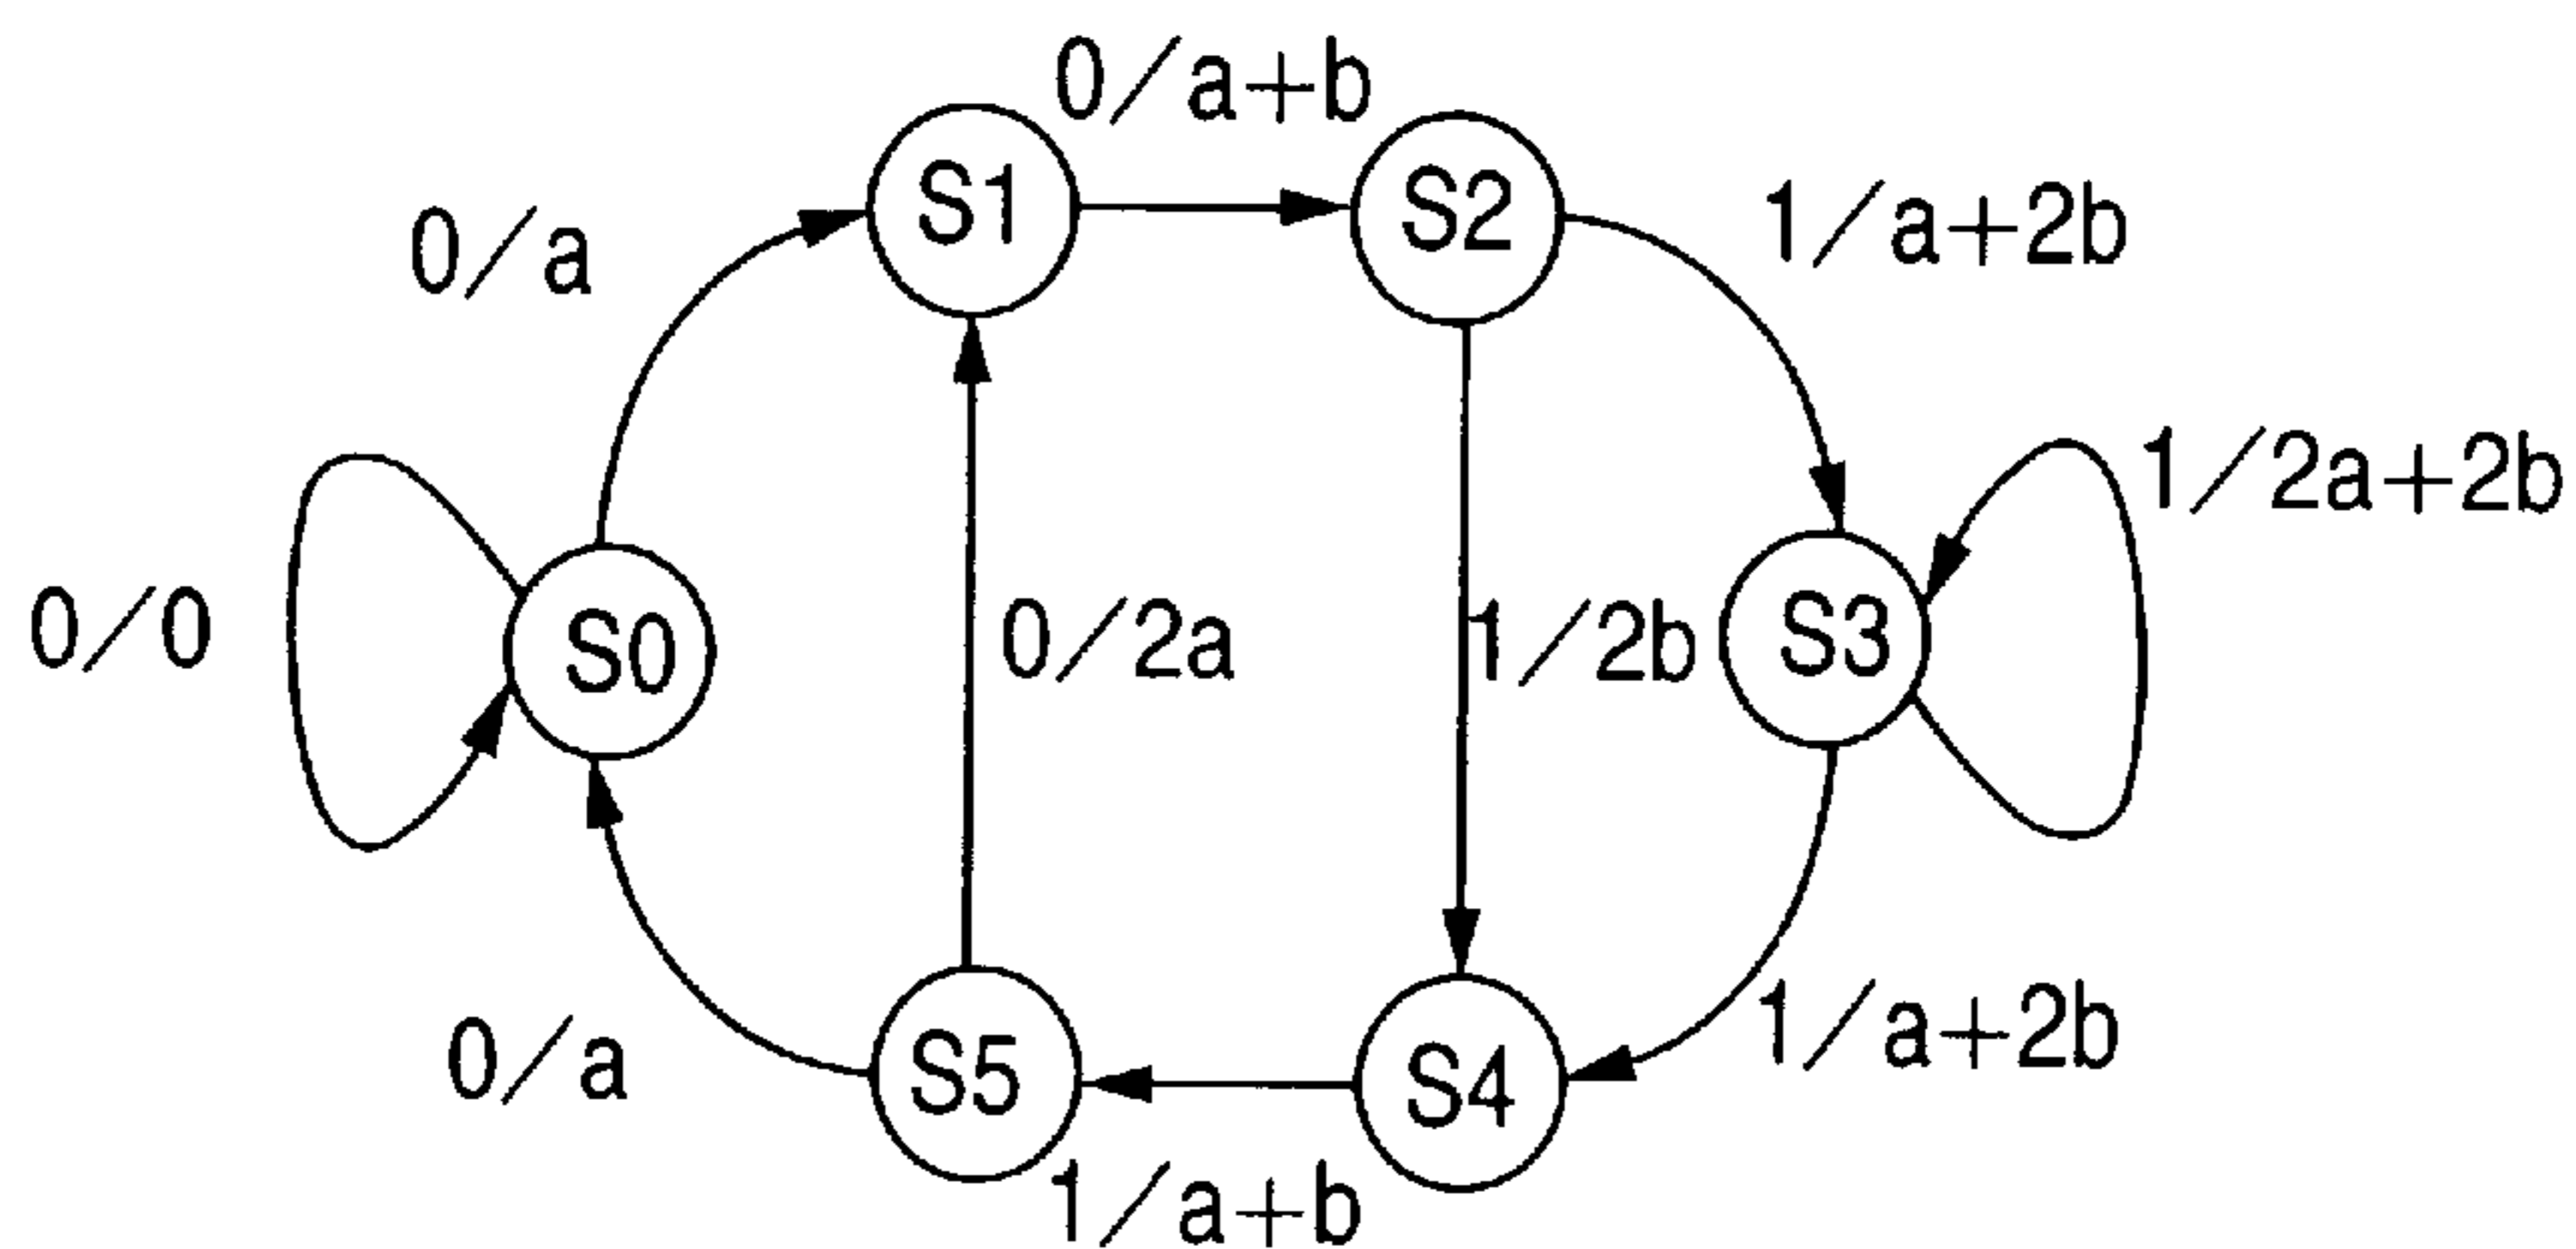 0/a+b
S1
S2
1/a+2b
0/a
1/2a+2b
0/0
S0
0/2a
1/2b
S3
0/a
S5
S4
1/a+2b
1/a+b